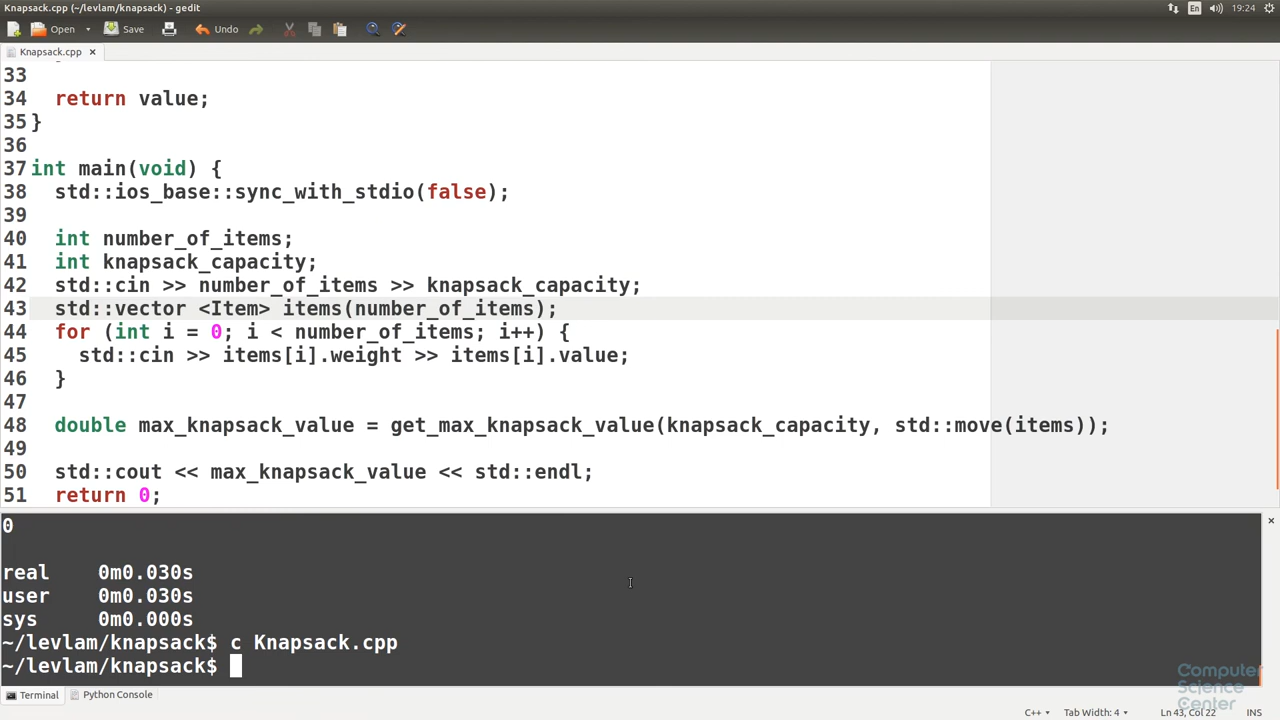 Knapsack.cpp (~/levlam/knapsack) - gedit
En 19:24
Open Save Undo
Knapsack.cpp ×
33
34 return value;
35 }
36
37 int main(void) {
38 std::ios_base::sync_with_stdio(false);
39
40 int number_of_items;
41 int knapsack_capacity;
42 std::cin >> number_of_items >> knapsack_capacity;
43 std::vector <Item> items(number_of_items);
44 for (int i = 0; i < number_of_items; i++) {
45 std::cin >> items[i].weight >> items[i].value;
46 }
47
48 double max_knapsack_value = get_max_knapsack_value(knapsack_capacity, std::move(items));
49
50 std::cout << max_knapsack_value << std::endl;
51 return 0;
0
real 0m0.030s
user 0m0.030s
sys 0m0.000s
~/levlam/knapsack$ c Knapsack.cpp
~/levlam/knapsack$
Computer
Science
Center
Terminal Python Console
C++ Tab Width: 4 Ln 43, Col 22 INS